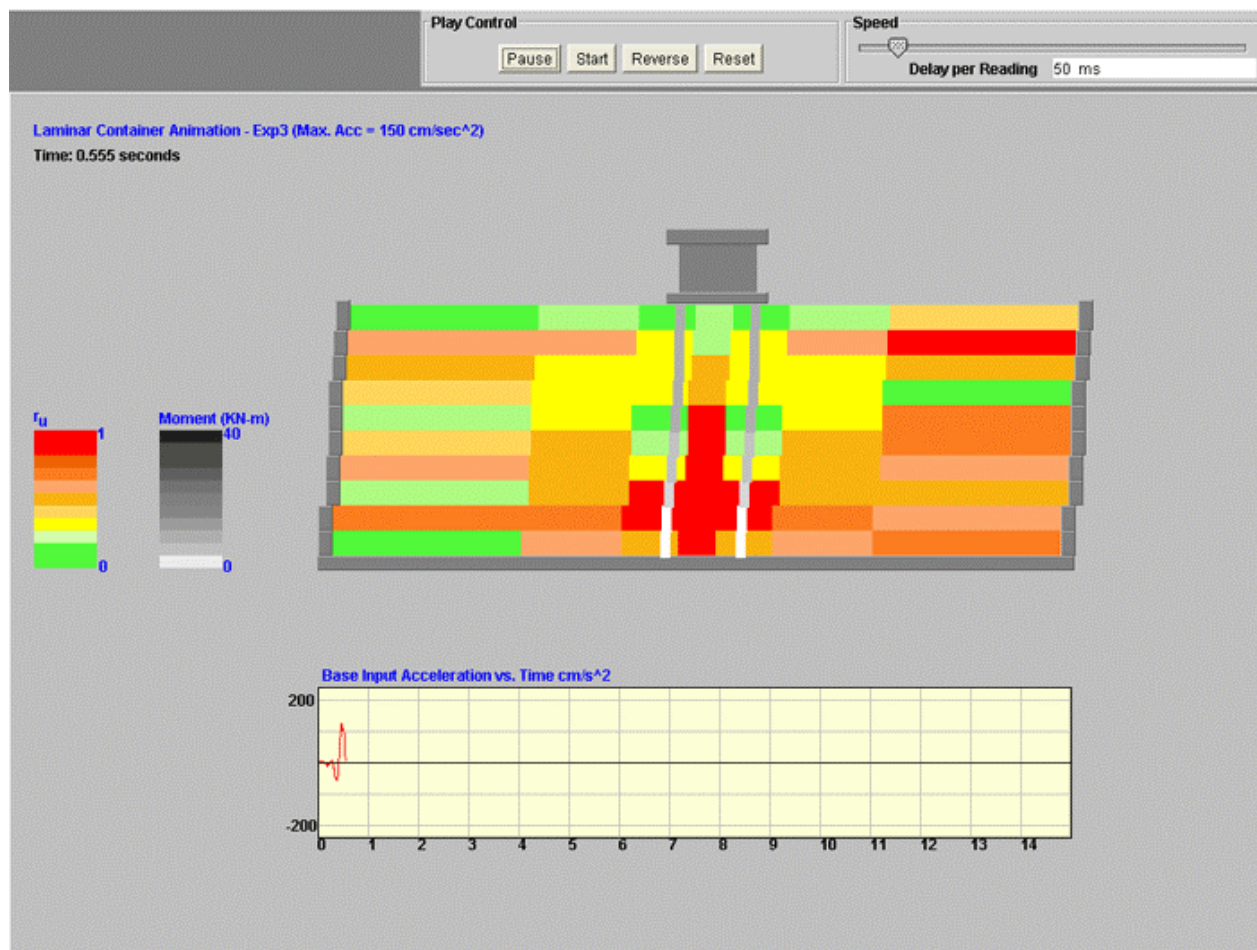 Play Control
Pause Start Reverse Reset
Speed
Delay per Reading 50 ms
Laminar Container Animation - Exp3 (Max. Acc = 150 cm/sec^2)
Time: 0.555 seconds
ru
1
0
Moment (KN-m)
40
0
Base Input Acceleration vs. Time cm/s^2
200
-200
0 1 2 3 4 5 6 7 8 9 10 11 12 13 14